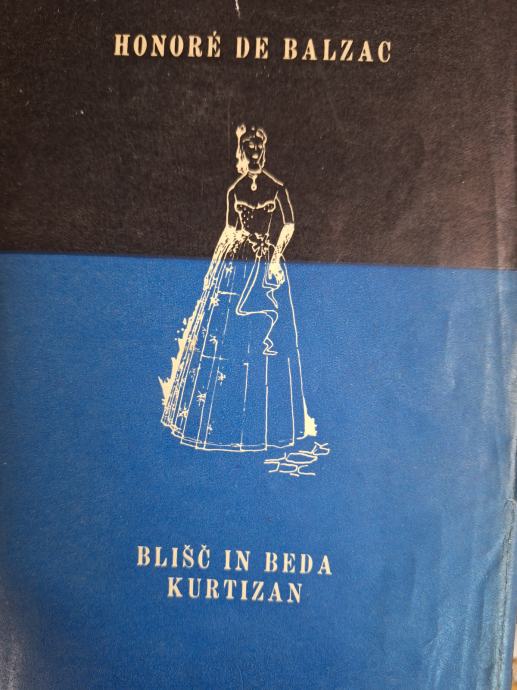 HONORÉ DE BALZAC
BLIŠČ IN BEDA
KURTIZAN